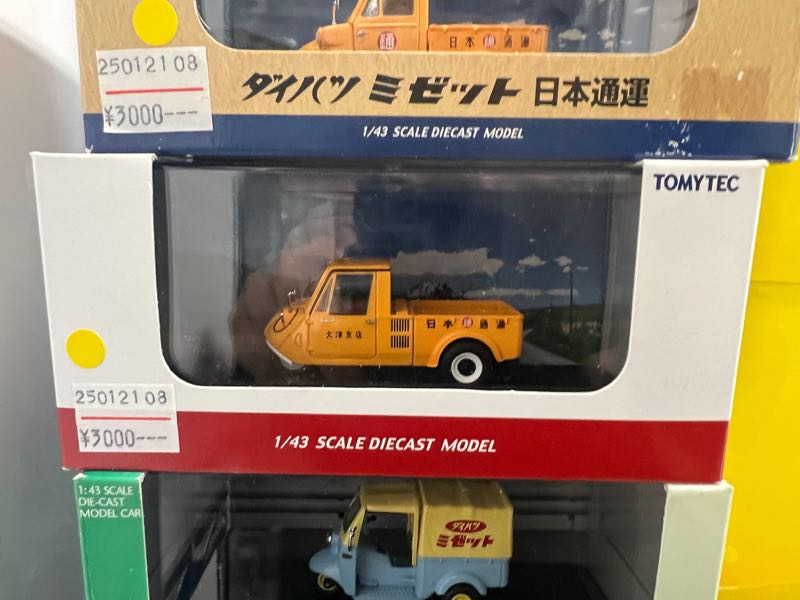 日本通運
25012108
¥3000---
ダイハツ ミゼット 日本通運
1/43 SCALE DIECAST MODEL
TOMYTEC
日本 通 通運
大津支店
25012108
¥3000---
1/43 SCALE DIECAST MODEL
1:43 SCALE
DIE-CAST
MODEL CAR
ダイハツ
ミゼット